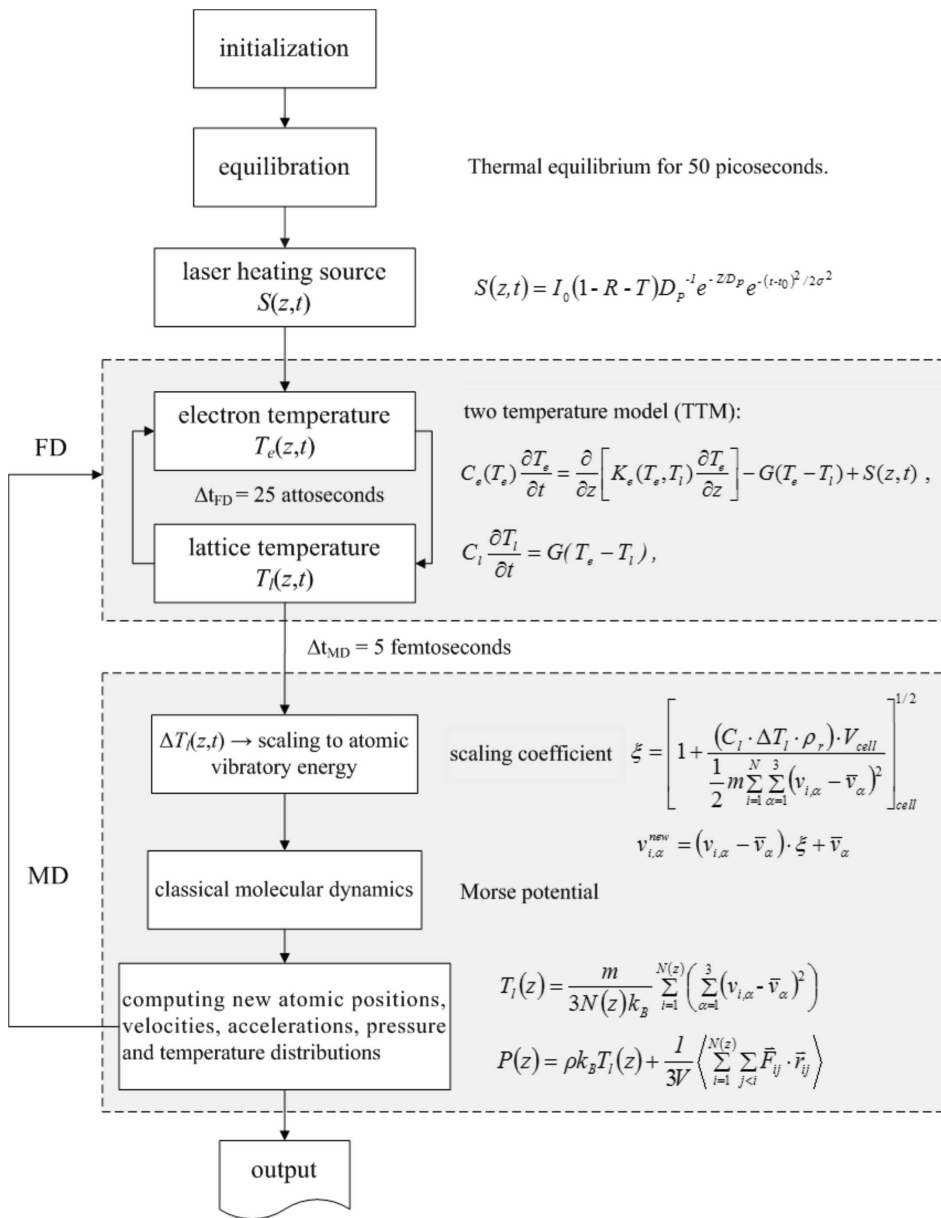 initialization
equilibration
Thermal equilibrium for 50 picoseconds.
laser heating source
S(z,t)
S(z,t) = I₀(1 - R - T)D_P⁻¹ e^{-Z/D_P} e^{-(t-t₀)²/2σ²}
FD
electron temperature
T_e(z,t)
two temperature model (TTM):
C_e(T_e) ∂T_e/∂t = ∂/∂z [K_e(T_e,T_l) ∂T_e/∂z] − G(T_e − T_l) + S(z,t) ,
Δt_FD = 25 attoseconds
lattice temperature
T_l(z,t)
C_l ∂T_l/∂t = G(T_e − T_l) ,
Δt_MD = 5 femtoseconds
MD
ΔT_l(z,t) → scaling to atomic
vibratory energy
scaling coefficient ξ = [1 + (C_l · ΔT_l · ρ_r) · V_cell / (1/2 m Σ_{i=1}^{N} Σ_{α=1}^{3} (v_{i,α} − v̄_α)²)]^{1/2}_{cell}
v_{i,α}^{new} = (v_{i,α} − v̄_α) · ξ + v̄_α
classical molecular dynamics
Morse potential
computing new atomic positions,
velocities, accelerations, pressure
and temperature distributions
T_l(z) = m/(3N(z)k_B) Σ_{i=1}^{N(z)} (Σ_{α=1}^{3} (v_{i,α} - v̄_α)²)
P(z) = ρk_BT_l(z) + 1/(3V) ⟨Σ_{i=1}^{N(z)} Σ_{j<i} F⃗_{ij} · r⃗_{ij}⟩
output